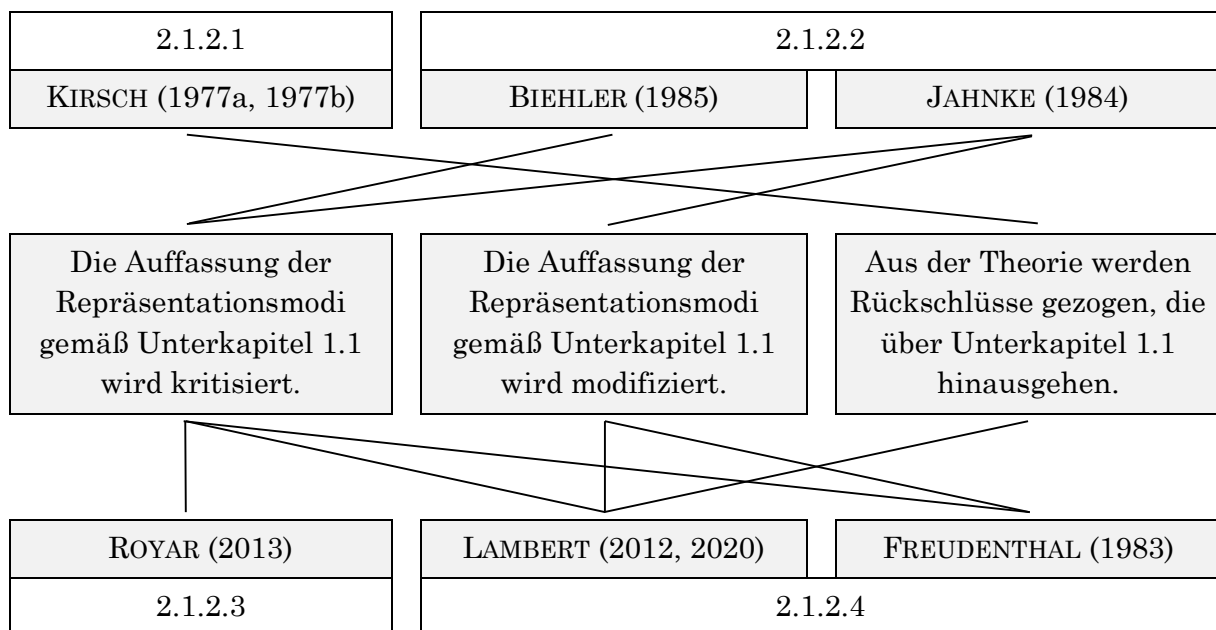 2.1.2.1
2.1.2.2
KIRSCH (1977a, 1977b)
BIEHLER (1985)
JAHNKE (1984)
Die Auffassung der
Repräsentationsmodi
gemäß Unterkapitel 1.1
wird kritisiert.
Die Auffassung der
Repräsentationsmodi
gemäß Unterkapitel 1.1
wird modifiziert.
Aus der Theorie werden
Rückschlüsse gezogen, die
über Unterkapitel 1.1
hinausgehen.
ROYAR (2013)
LAMBERT (2012, 2020)
FREUDENTHAL (1983)
2.1.2.3
2.1.2.4